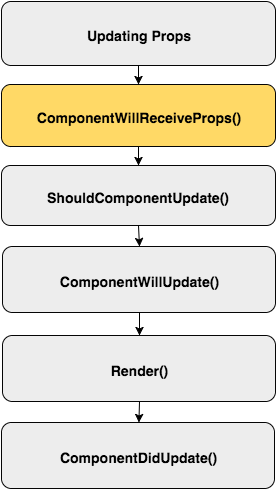 Updating Props
ComponentWillReceiveProps()
ShouldComponentUpdate()
ComponentWillUpdate()
Render()
ComponentDidUpdate()